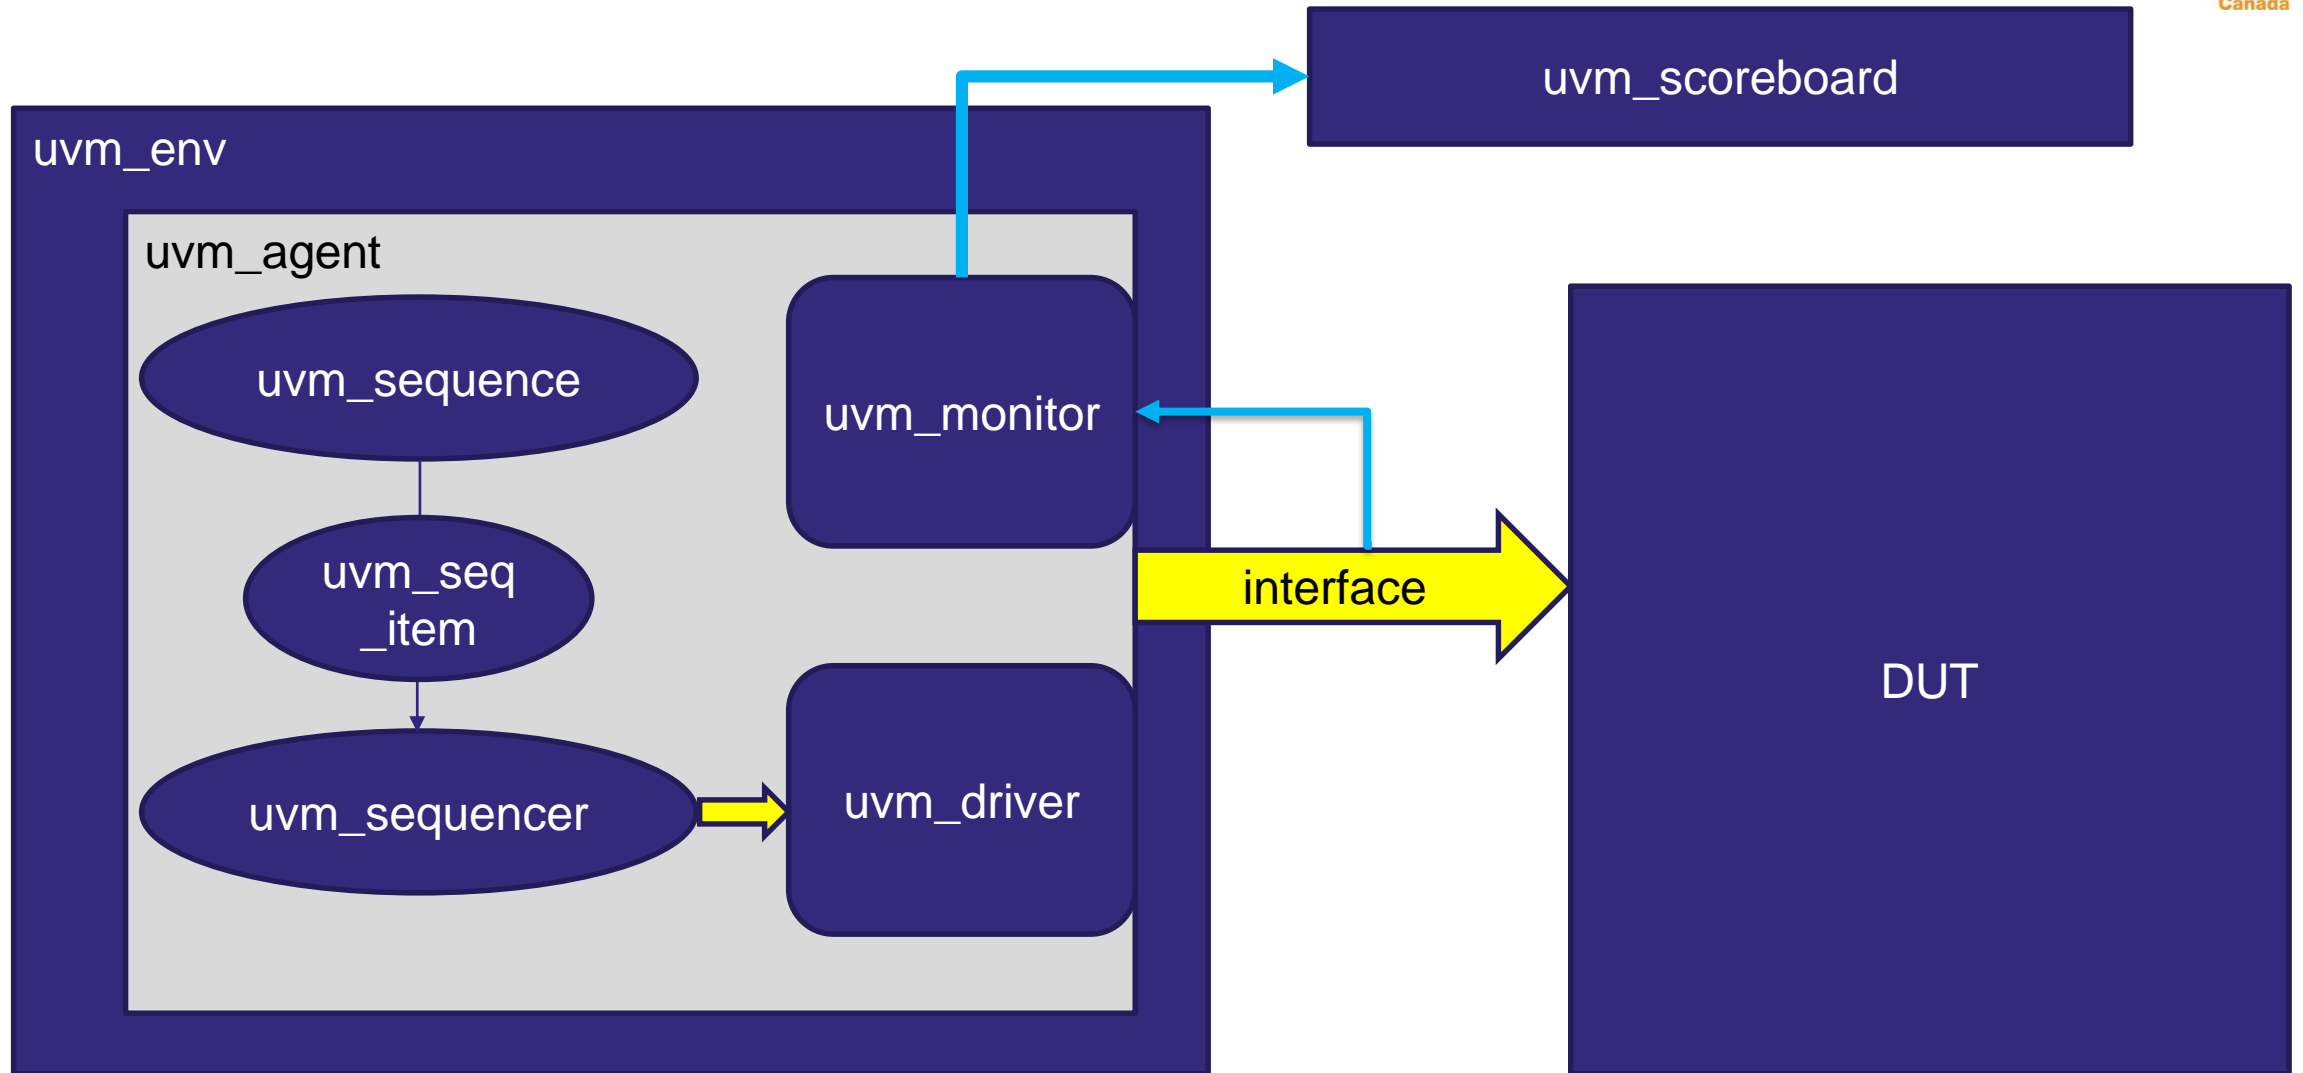 Canada
uvm_scoreboard
uvm_env
uvm_agent
uvm_sequence
uvm_monitor
uvm_seq
_item
interface
DUT
uvm_sequencer
uvm_driver